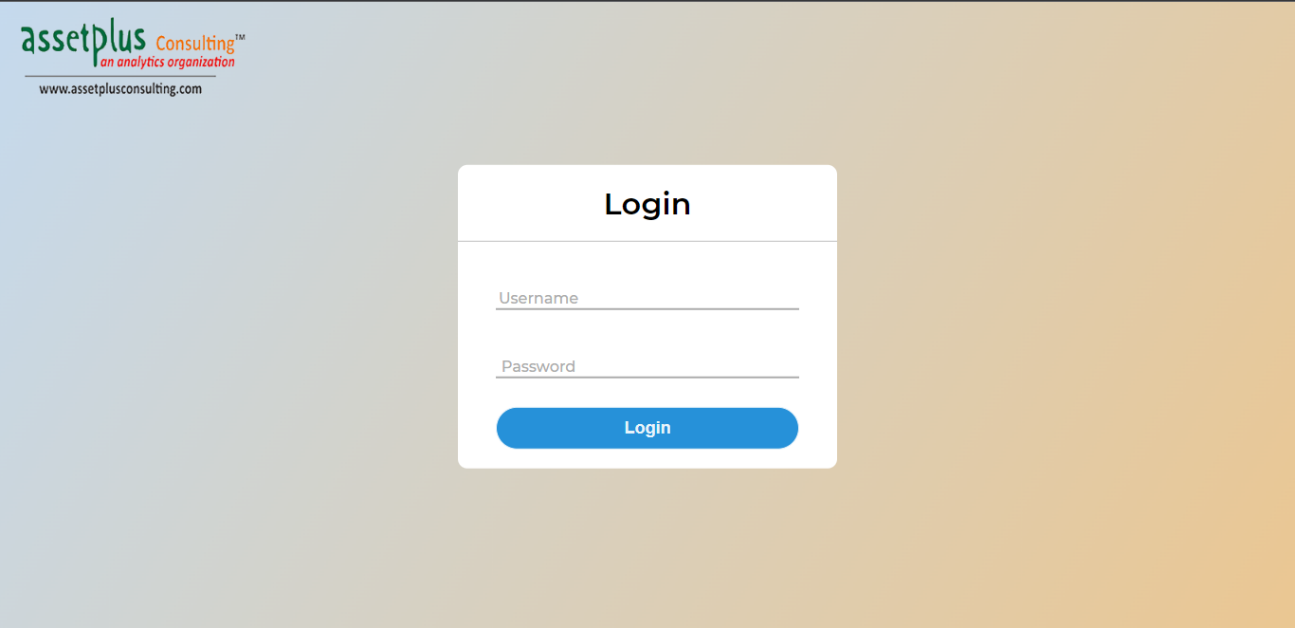 assetplus Consulting™
an analytics organization
www.assetplusconsulting.com
Login
Username
Password
Login